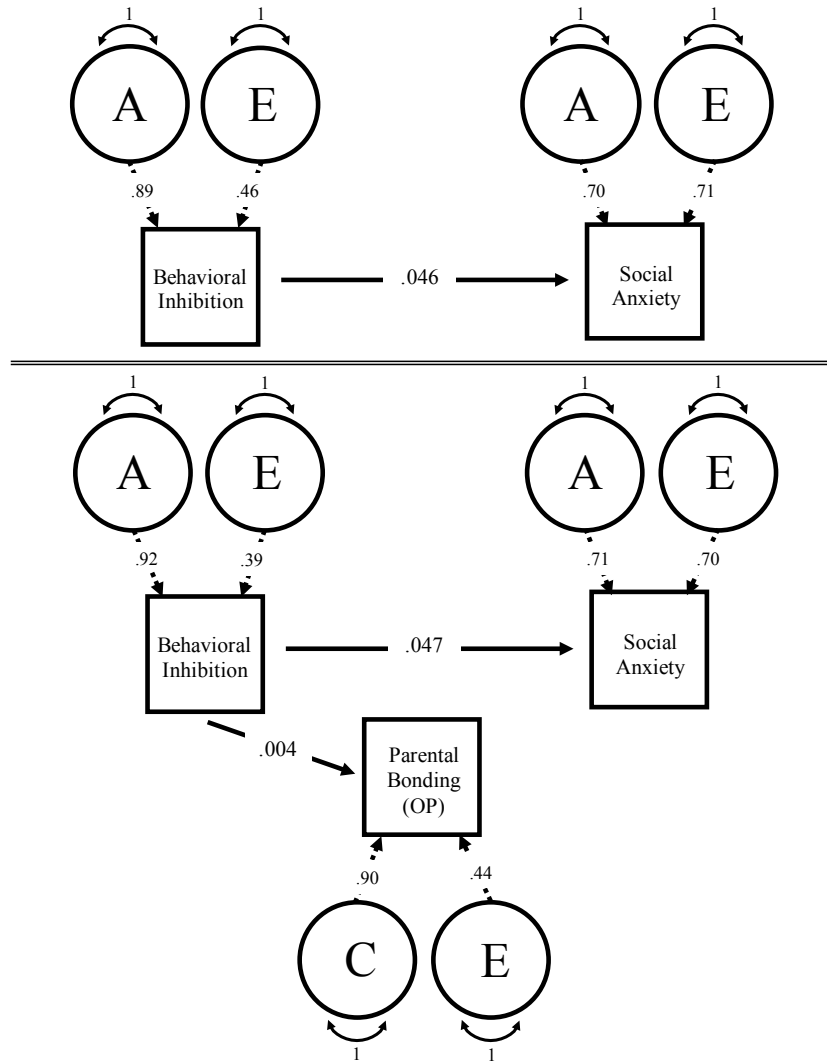 1 1 1 1
A E A E
.89 .46 .70 .71
Behavioral
Inhibition
.046
Social
Anxiety
1 1 1 1
A E A E
.92 .39 .71 .70
Behavioral
Inhibition
.047
Social
Anxiety
.004
Parental
Bonding
(OP)
.90 .44
C E
1 1